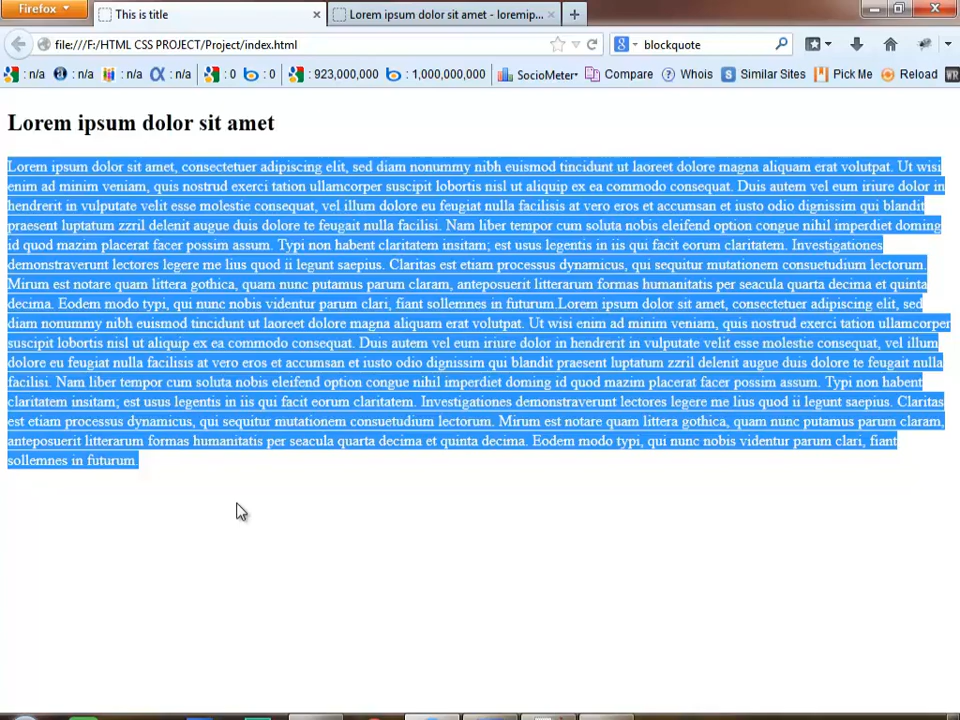 Firefox
This is title
Lorem ipsum dolor sit amet - loremip...
file:///F:/HTML CSS PROJECT/Project/index.html
blockquote
: n/a : n/a : n/a : n/a : 0 : 0 : 923,000,000 : 1,000,000,000 SocioMeter Compare Whois Similar Sites Pick Me Reload WR
Lorem ipsum dolor sit amet
Lorem ipsum dolor sit amet, consectetuer adipiscing elit, sed diam nonummy nibh euismod tincidunt ut laoreet dolore magna aliquam erat volutpat. Ut wisi
enim ad minim veniam, quis nostrud exerci tation ullamcorper suscipit lobortis nisl ut aliquip ex ea commodo consequat. Duis autem vel eum iriure dolor in
hendrerit in vulputate velit esse molestie consequat, vel illum dolore eu feugiat nulla facilisis at vero eros et accumsan et iusto odio dignissim qui blandit
praesent luptatum zzril delenit augue duis dolore te feugait nulla facilisi. Nam liber tempor cum soluta nobis eleifend option congue nihil imperdiet doming
id quod mazim placerat facer possim assum. Typi non habent claritatem insitam; est usus legentis in iis qui facit eorum claritatem. Investigationes
demonstraverunt lectores legere me lius quod ii legunt saepius. Claritas est etiam processus dynamicus, qui sequitur mutationem consuetudium lectorum.
Mirum est notare quam littera gothica, quam nunc putamus parum claram, anteposuerit litterarum formas humanitatis per seacula quarta decima et quinta
decima. Eodem modo typi, qui nunc nobis videntur parum clari, fiant sollemnes in futurum.Lorem ipsum dolor sit amet, consectetuer adipiscing elit, sed
diam nonummy nibh euismod tincidunt ut laoreet dolore magna aliquam erat volutpat. Ut wisi enim ad minim veniam, quis nostrud exerci tation ullamcorper
suscipit lobortis nisl ut aliquip ex ea commodo consequat. Duis autem vel eum iriure dolor in hendrerit in vulputate velit esse molestie consequat, vel illum
dolore eu feugiat nulla facilisis at vero eros et accumsan et iusto odio dignissim qui blandit praesent luptatum zzril delenit augue duis dolore te feugait nulla
facilisi. Nam liber tempor cum soluta nobis eleifend option congue nihil imperdiet doming id quod mazim placerat facer possim assum. Typi non habent
claritatem insitam; est usus legentis in iis qui facit eorum claritatem. Investigationes demonstraverunt lectores legere me lius quod ii legunt saepius. Claritas
est etiam processus dynamicus, qui sequitur mutationem consuetudium lectorum. Mirum est notare quam littera gothica, quam nunc putamus parum claram,
anteposuerit litterarum formas humanitatis per seacula quarta decima et quinta decima. Eodem modo typi, qui nunc nobis videntur parum clari, fiant
sollemnes in futurum.